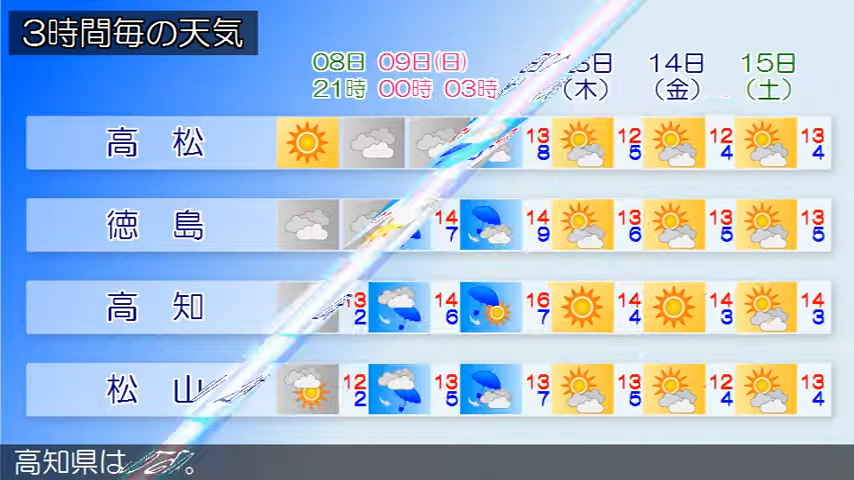 3時間毎の天気
08日 09日(日) 14日 15日
21時 00時 03時 (木) (金) (土)
高松 13 8 12 5 12 4 13 4
徳島 14 7 14 9 13 6 13 5 13 5
高知 13 2 14 6 16 7 14 4 14 3 14 3
松山 12 2 13 5 13 7 13 5 12 4 13 4
高知県は